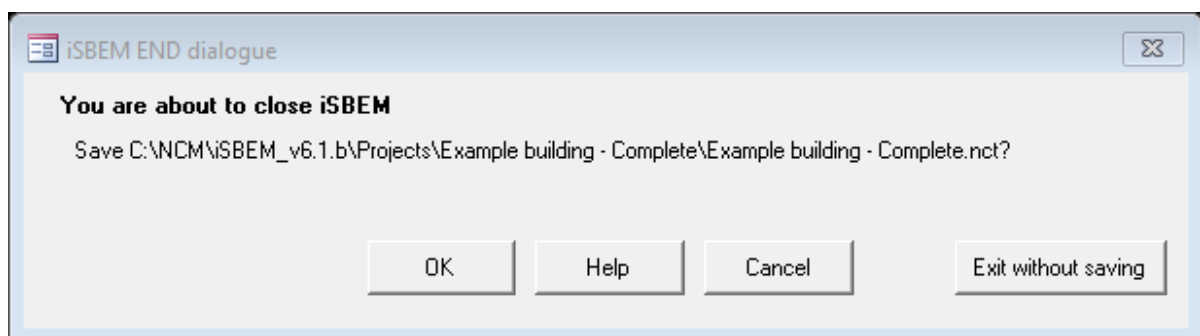 iSBEM END dialogue
You are about to close iSBEM
Save C:\NCM\iSBEM_v6.1.b\Projects\Example building - Complete\Example building - Complete.nct?
OK Help Cancel Exit without saving